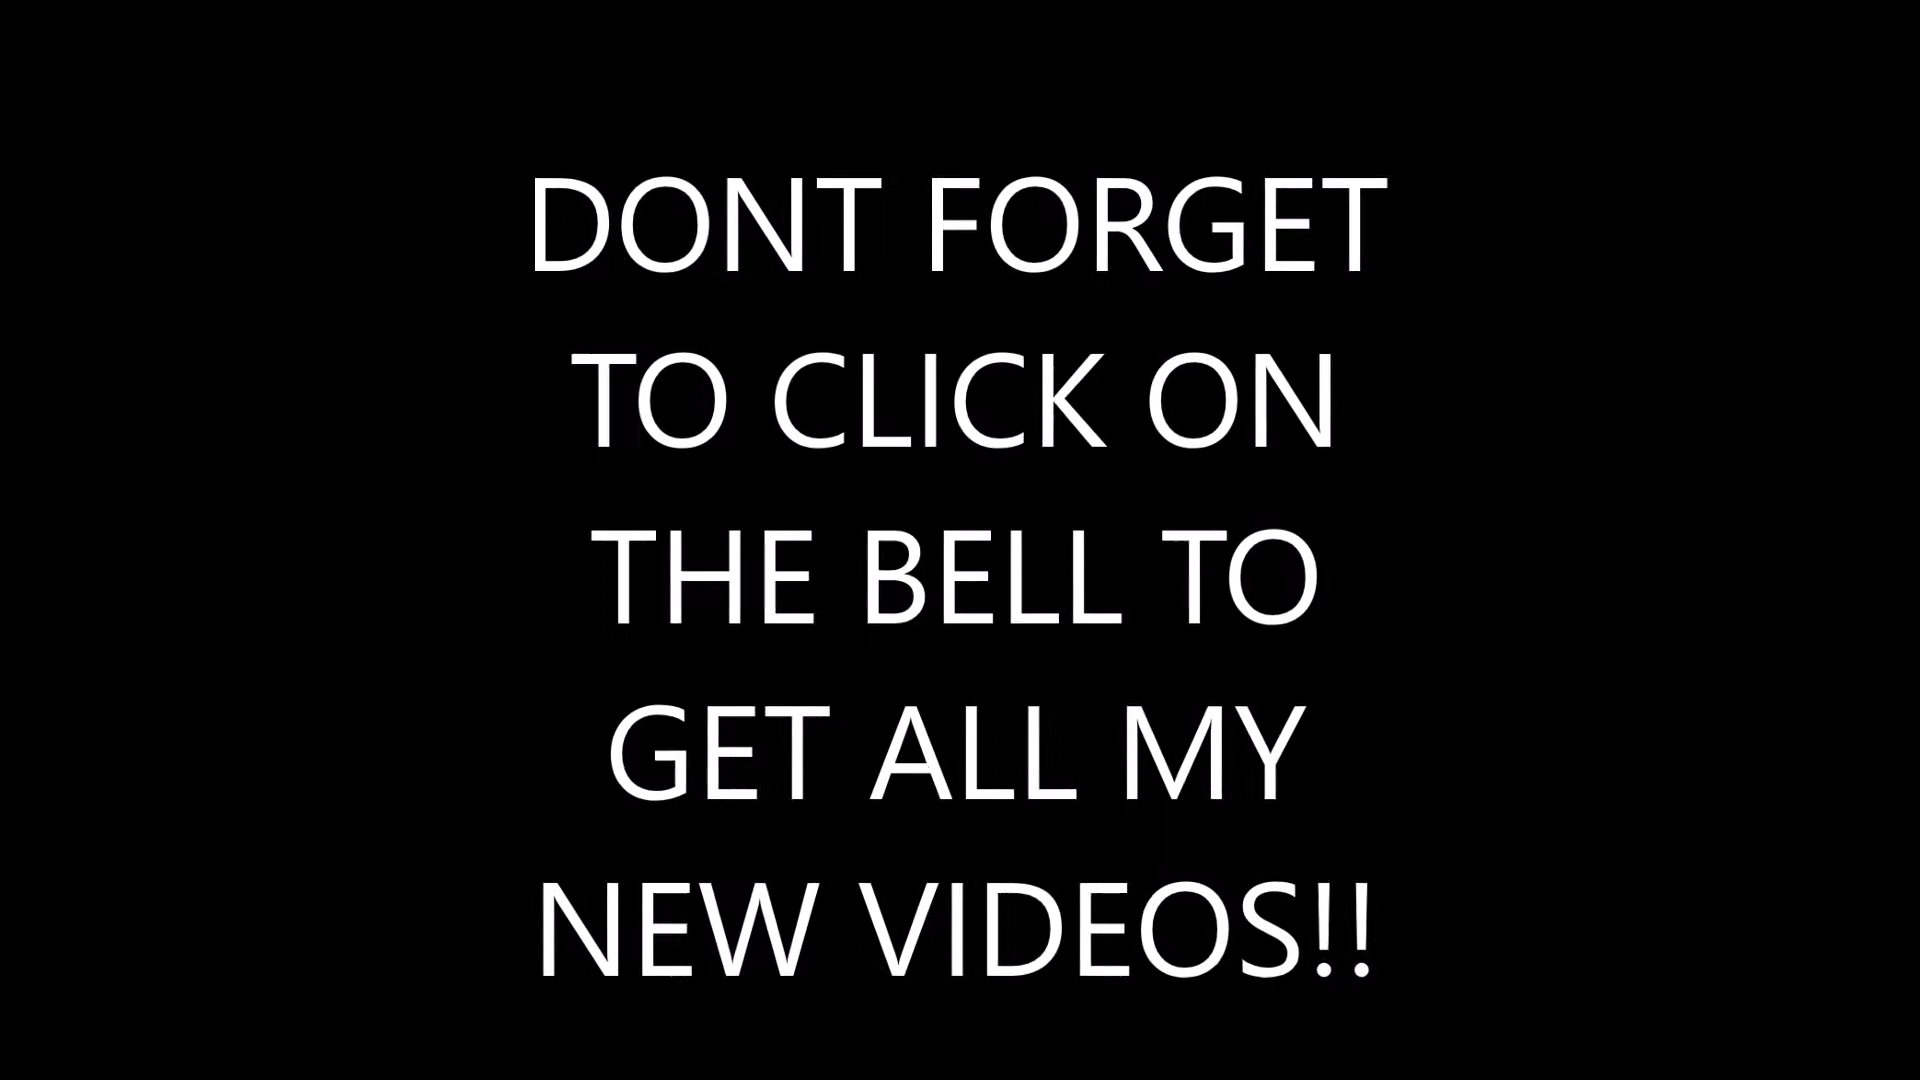 DONT FORGET
TO CLICK ON
THE BELL TO
GET ALL MY
NEW VIDEOS!!